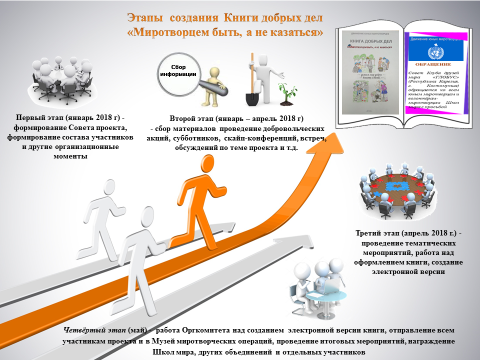 Этапы создания Книги добрых дел
«Миротворцем быть, а не казаться»
Сбор
информации
КНИГА ДОБРЫХ ДЕЛ
ОБРАЩЕНИЕ
Первый этап (январь 2018 г) -
формирование Совета проекта,
формирование состава участников
и другие организационные
моменты
Второй этап (январь – апрель 2018 г)
- сбор материалов проведение добровольческих
акций, субботников, скайп-конференций, встреч,
обсуждений по теме проекта и т.д.
Третий этап (апрель 2018 г.) -
проведение тематических
мероприятий, работа над
оформлением книги, создание
электронной версии
Четвёртый этап (май) – работа Оргкомитета над созданием электронной версии книги, отправление всем
участникам проекта и в Музей миротворческих операций, проведение итоговых мероприятий, награждение
Школ мира, других объединений и отдельных участников